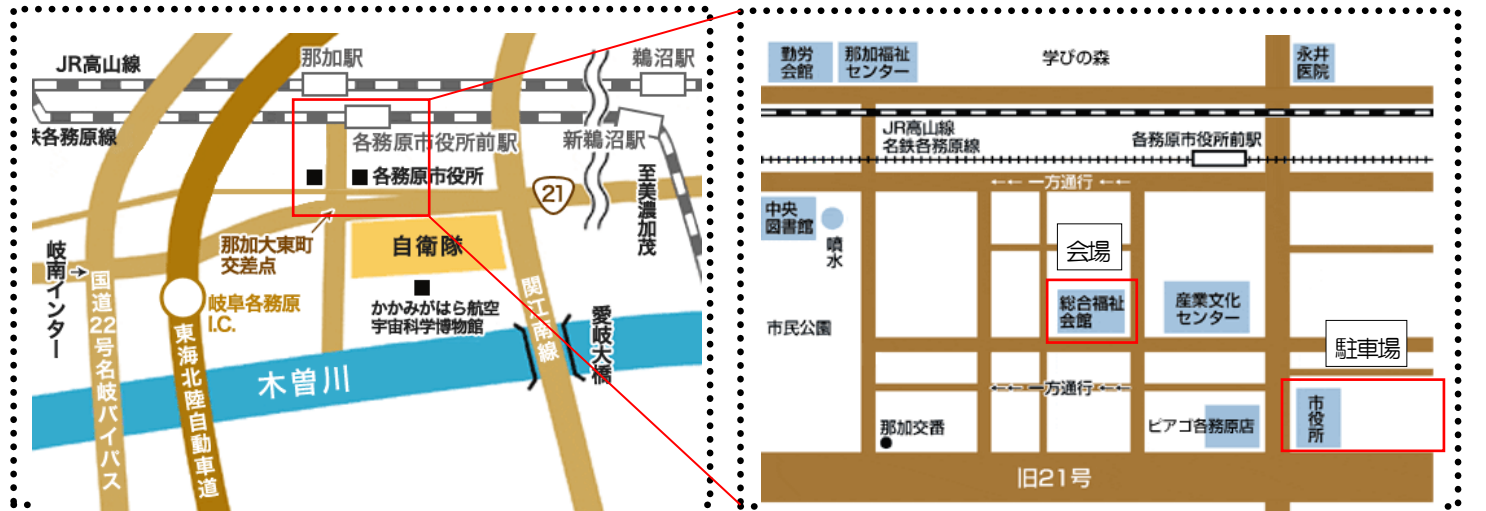 JR高山線
那加駅
鵜沼駅
鉄各務原線
各務原市役所前駅
新鵜沼駅
各務原市役所
21
至美濃加茂
那加大東町
交差点
自衛隊
岐南インター
国道22号名岐バイパス
岐阜各務原
I.C.
東海北陸自動車道
かかみがはら航空
宇宙科学博物館
関江南線
愛岐大橋
木曽川
勤労
会館
那加福祉
センター
学びの森
永井
医院
JR高山線
名鉄各務原線
各務原市役所前駅
←← 一方通行 ←←
中央
図書館
噴水
会場
総合福祉
会館
産業文化
センター
市民公園
駐車場
←← 一方通行 ←←
市役所
那加交番
ピアゴ各務原店
旧21号